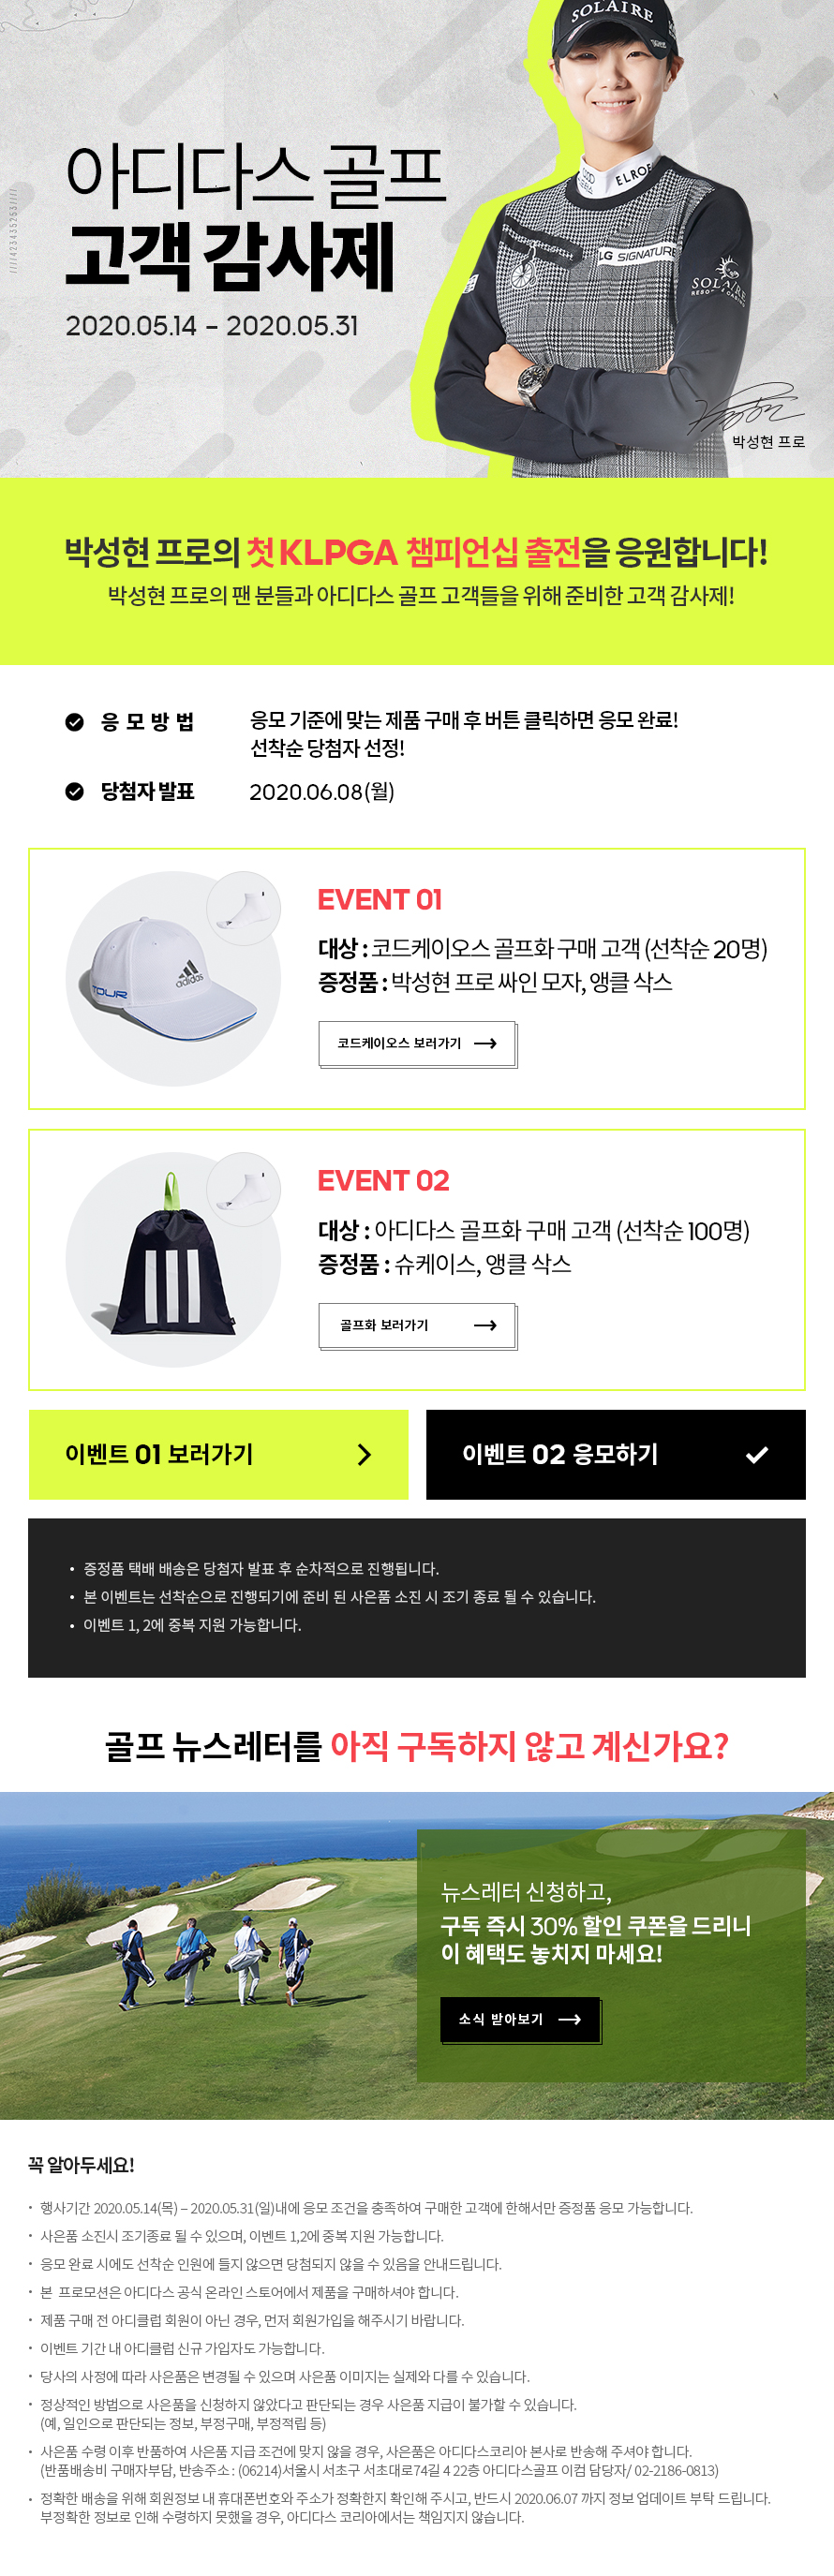 SOLAIRE
ELROE
LG SIGNATURE
SOLAIRE
아디다스 골프
고객 감사제
2020.05.14 – 2020.05.31
박성현 프로
박성현 프로의 첫 KLPGA 챔피언십 출전을 응원합니다!
박성현 프로의 팬 분들과 아디다스 골프 고객들을 위해 준비한 고객 감사제!
응모방법
응모 기준에 맞는 제품 구매 후 버튼 클릭하면 응모 완료!
선착순 당첨자 선정!
당첨자 발표
2020.06.08(월)
TOUR
adidas
EVENT 01
대상 : 코드케이오스 골프화 구매 고객 (선착순 20명)
증정품 : 박성현 프로 싸인 모자, 앵클 삭스
코드케이오스 보러가기
EVENT 02
대상 : 아디다스 골프화 구매 고객 (선착순 100명)
증정품 : 슈케이스, 앵클 삭스
골프화 보러가기
이벤트 01 보러가기
이벤트 02 응모하기
• 증정품 택배 배송은 당첨자 발표 후 순차적으로 진행됩니다.
• 본 이벤트는 선착순으로 진행되기에 준비 된 사은품 소진 시 조기 종료 될 수 있습니다.
• 이벤트 1, 2에 중복 지원 가능합니다.
골프 뉴스레터를 아직 구독하지 않고 계신가요?
뉴스레터 신청하고,
구독 즉시 30% 할인 쿠폰을 드리니
이 혜택도 놓치지 마세요!
소식 받아보기
꼭 알아두세요!
• 행사기간 2020.05.14(목) – 2020.05.31(일)내에 응모 조건을 충족하여 구매한 고객에 한해서만 증정품 응모 가능합니다.
• 사은품 소진시 조기종료 될 수 있으며, 이벤트 1,2에 중복 지원 가능합니다.
• 응모 완료 시에도 선착순 인원에 들지 않으면 당첨되지 않을 수 있음을 안내드립니다.
• 본 프로모션은 아디다스 공식 온라인 스토어에서 제품을 구매하셔야 합니다.
• 제품 구매 전 아디클럽 회원이 아닌 경우, 먼저 회원가입을 해주시기 바랍니다.
• 이벤트 기간 내 아디클럽 신규 가입자도 가능합니다.
• 당사의 사정에 따라 사은품은 변경될 수 있으며 사은품 이미지는 실제와 다를 수 있습니다.
• 정상적인 방법으로 사은품을 신청하지 않았다고 판단되는 경우 사은품 지급이 불가할 수 있습니다.
(예, 일인으로 판단되는 정보, 부정구매, 부정적립 등)
• 사은품 수령 이후 반품하여 사은품 지급 조건에 맞지 않을 경우, 사은품은 아디다스코리아 본사로 반송해 주셔야 합니다.
(반품배송비 구매자부담, 반송주소 : (06214)서울시 서초구 서초대로74길 4 22층 아디다스골프 이컴 담당자/ 02-2186-0813)
• 정확한 배송을 위해 회원정보 내 휴대폰번호와 주소가 정확한지 확인해 주시고, 반드시 2020.06.07 까지 정보 업데이트 부탁 드립니다.
부정확한 정보로 인해 수령하지 못했을 경우, 아디다스 코리아에서는 책임지지 않습니다.